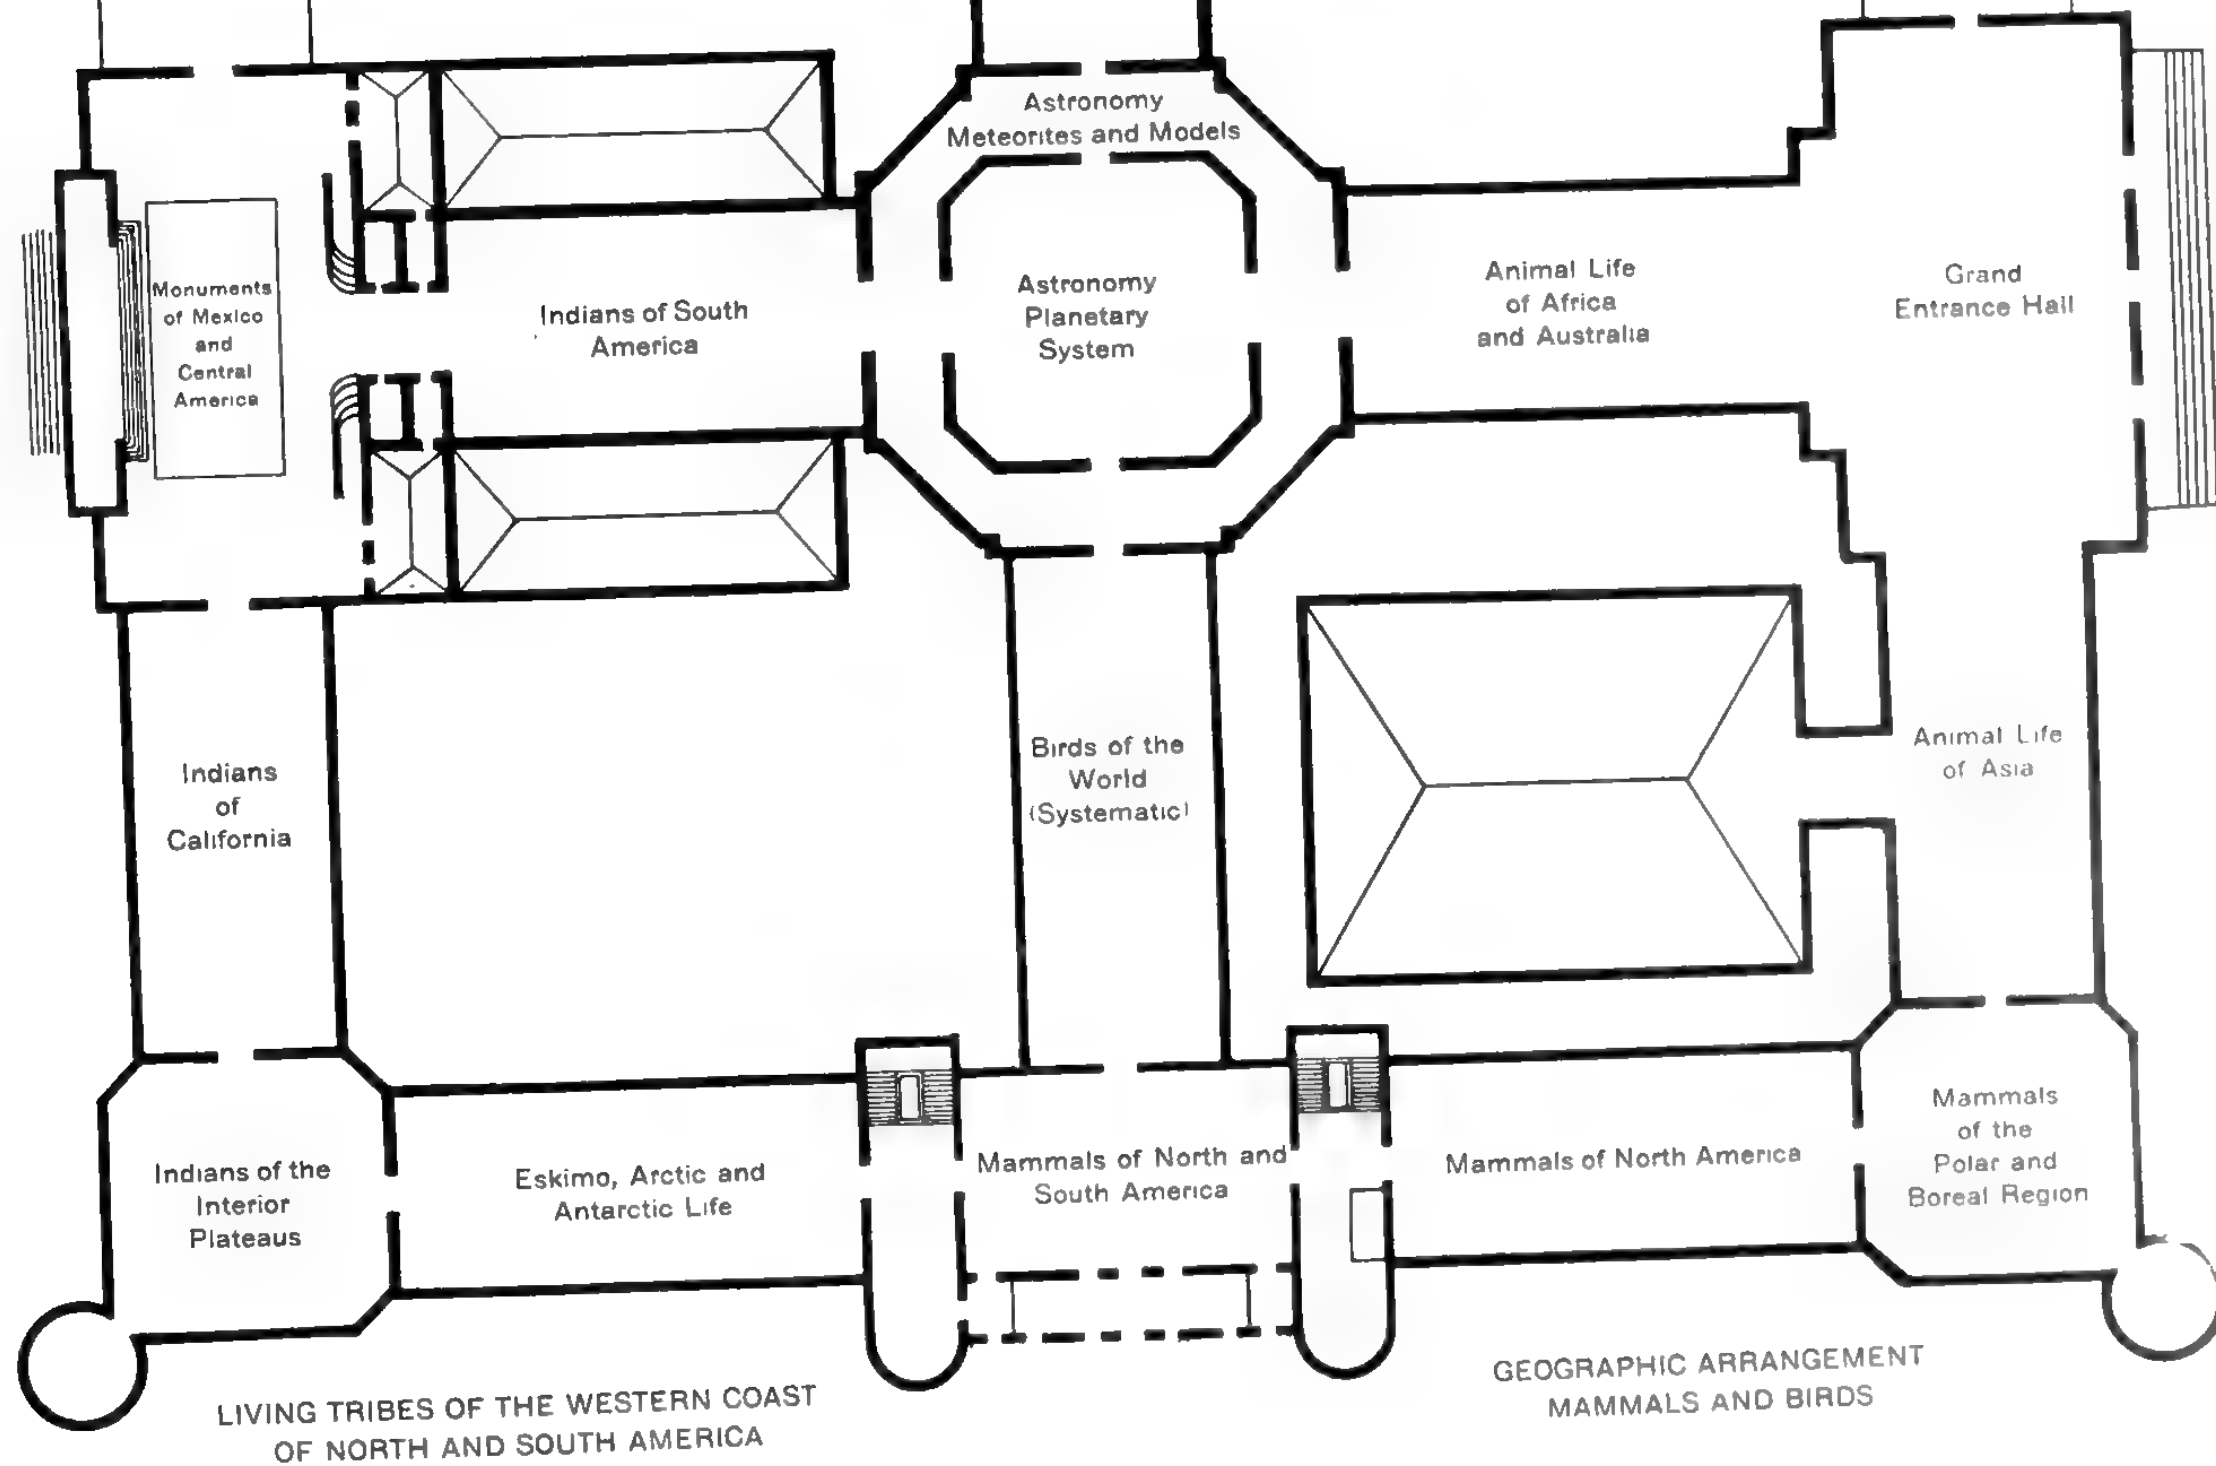 Astronomy
Meteorites and Models
Monuments
of Mexico
and
Central
America
Indians of South
America
Astronomy
Planetary
System
Animal Life
of Africa
and Australia
Grand
Entrance Hall
Indians
of
California
Birds of the
World
(Systematic)
Animal Life
of Asia
Indians of the
Interior
Plateaus
Eskimo, Arctic and
Antarctic Life
Mammals of North and
South America
Mammals of North America
Mammals
of the
Polar and
Boreal Region
LIVING TRIBES OF THE WESTERN COAST
OF NORTH AND SOUTH AMERICA
GEOGRAPHIC ARRANGEMENT
MAMMALS AND BIRDS